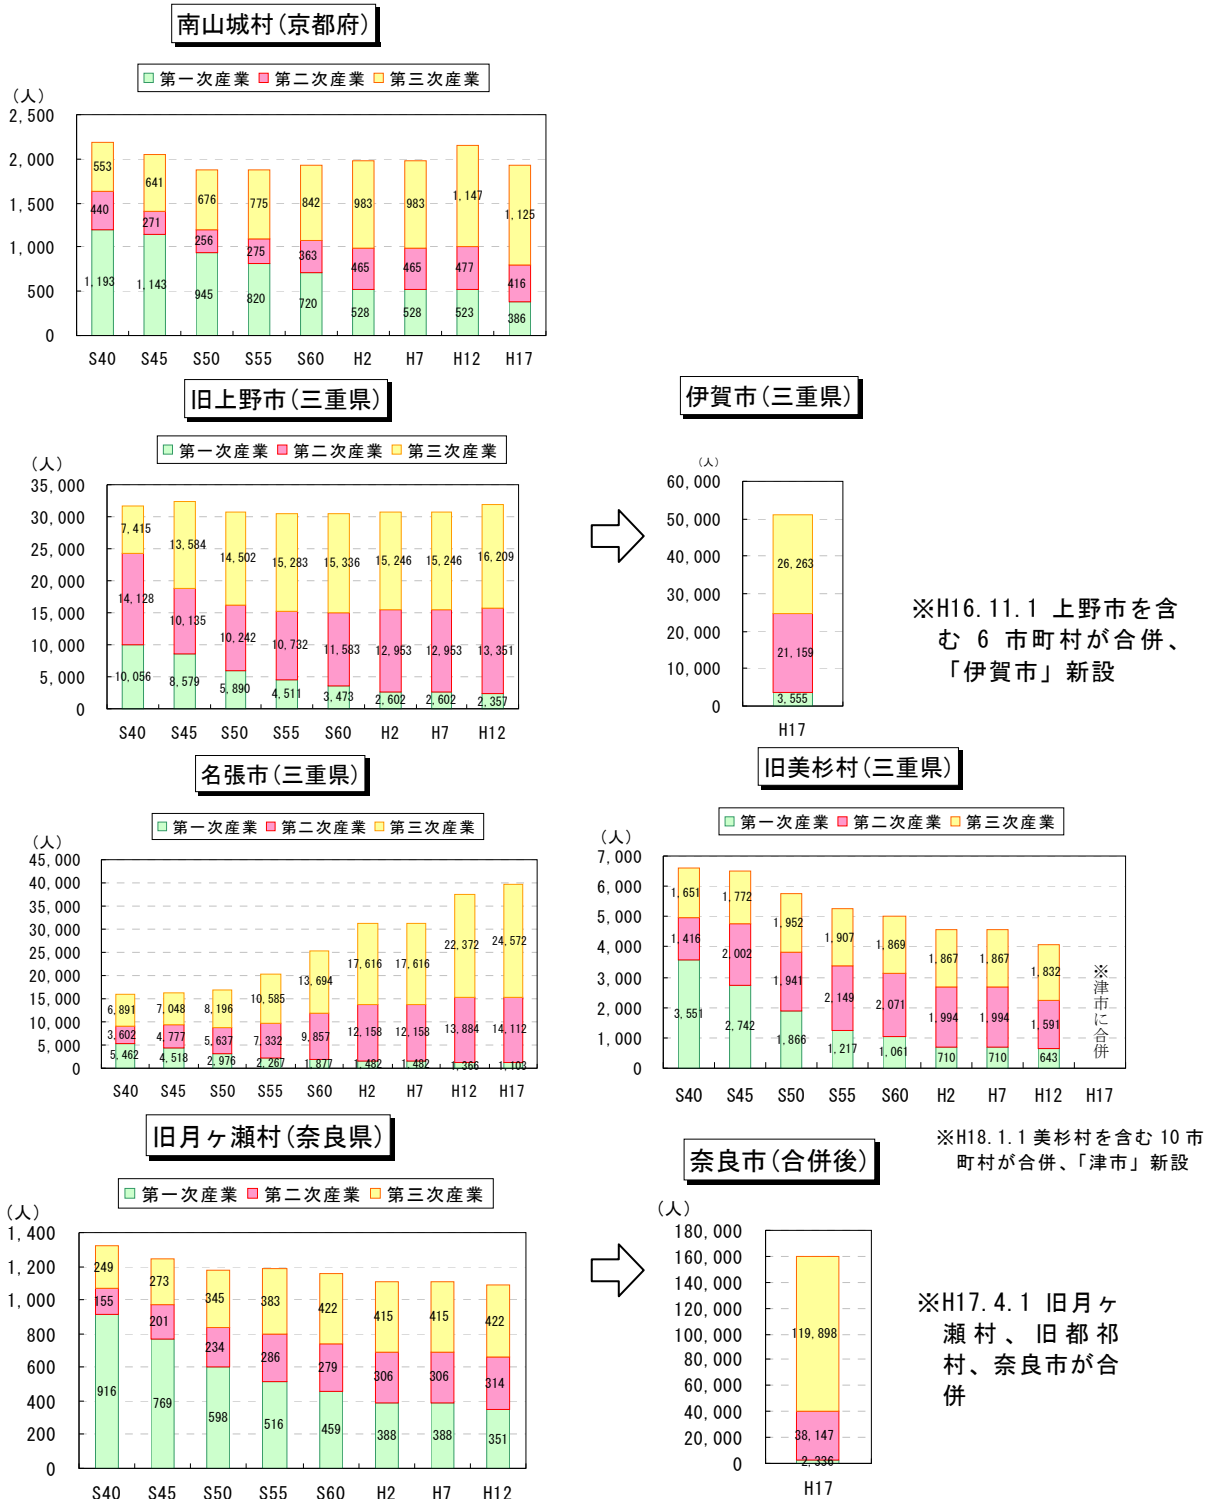 南山城村(京都府)
第一次産業 第二次産業 第三次産業
(人)
2,500
2,000
1,500
1,000
500
0
553 641 676 775 842 983 983 1,147 1,125
440 271 256 275 363 465 465 477 416
1,193 1,143 945 820 720 528 528 523 386
S40 S45 S50 S55 S60 H2 H7 H12 H17
旧上野市(三重県)
第一次産業 第二次産業 第三次産業
(人)
35,000
30,000
25,000
20,000
15,000
10,000
5,000
0
7,415 13,584 14,502 15,283 15,336 15,246 15,246 16,209
14,128 10,135 10,242 10,732 11,583 12,953 12,953 13,351
10,056 8,579 5,890 4,511 3,473 2,602 2,602 2,357
S40 S45 S50 S55 S60 H2 H7 H12
伊賀市(三重県)
(人)
60,000
50,000
40,000
30,000
20,000
10,000
0
26,263
21,159
3,555
H17
※H16.11.1 上野市を含
む 6 市町村が合併、
「伊賀市」新設
名張市(三重県)
第一次産業 第二次産業 第三次産業
(人)
45,000
40,000
35,000
30,000
25,000
20,000
15,000
10,000
5,000
0
6,891 7,048 8,196 10,585 13,694 17,616 17,616 22,372 24,572
3,602 4,777 5,637 7,332 9,857 12,158 12,158 13,884 14,112
5,462 4,518 2,976 2,267 1,877 1,482 1,482 1,366 1,103
S40 S45 S50 S55 S60 H2 H7 H12 H17
旧美杉村(三重県)
第一次産業 第二次産業 第三次産業
(人)
7,000
6,000
5,000
4,000
3,000
2,000
1,000
0
1,651 1,772 1,952 1,907 1,869 1,867 1,867 1,832
1,416 2,002 1,941 2,149 2,071 1,994 1,994 1,591
3,551 2,742 1,866 1,217 1,061 710 710 643
※津市に合併
S40 S45 S50 S55 S60 H2 H7 H12 H17
※H18.1.1 美杉村を含む 10 市
町村が合併、「津市」新設
旧月ヶ瀬村(奈良県)
第一次産業 第二次産業 第三次産業
(人)
1,400
1,200
1,000
800
600
400
200
0
249 273 345 383 422 415 415 422
155 201 234 286 279 306 306 314
916 769 598 516 459 388 388 351
S40 S45 S50 S55 S60 H2 H7 H12
奈良市(合併後)
(人)
180,000
160,000
140,000
120,000
100,000
80,000
60,000
40,000
20,000
0
119,898
38,147
2,336
H17
※H17.4.1 旧月ヶ
瀬村、旧都祁
村、奈良市が合
併